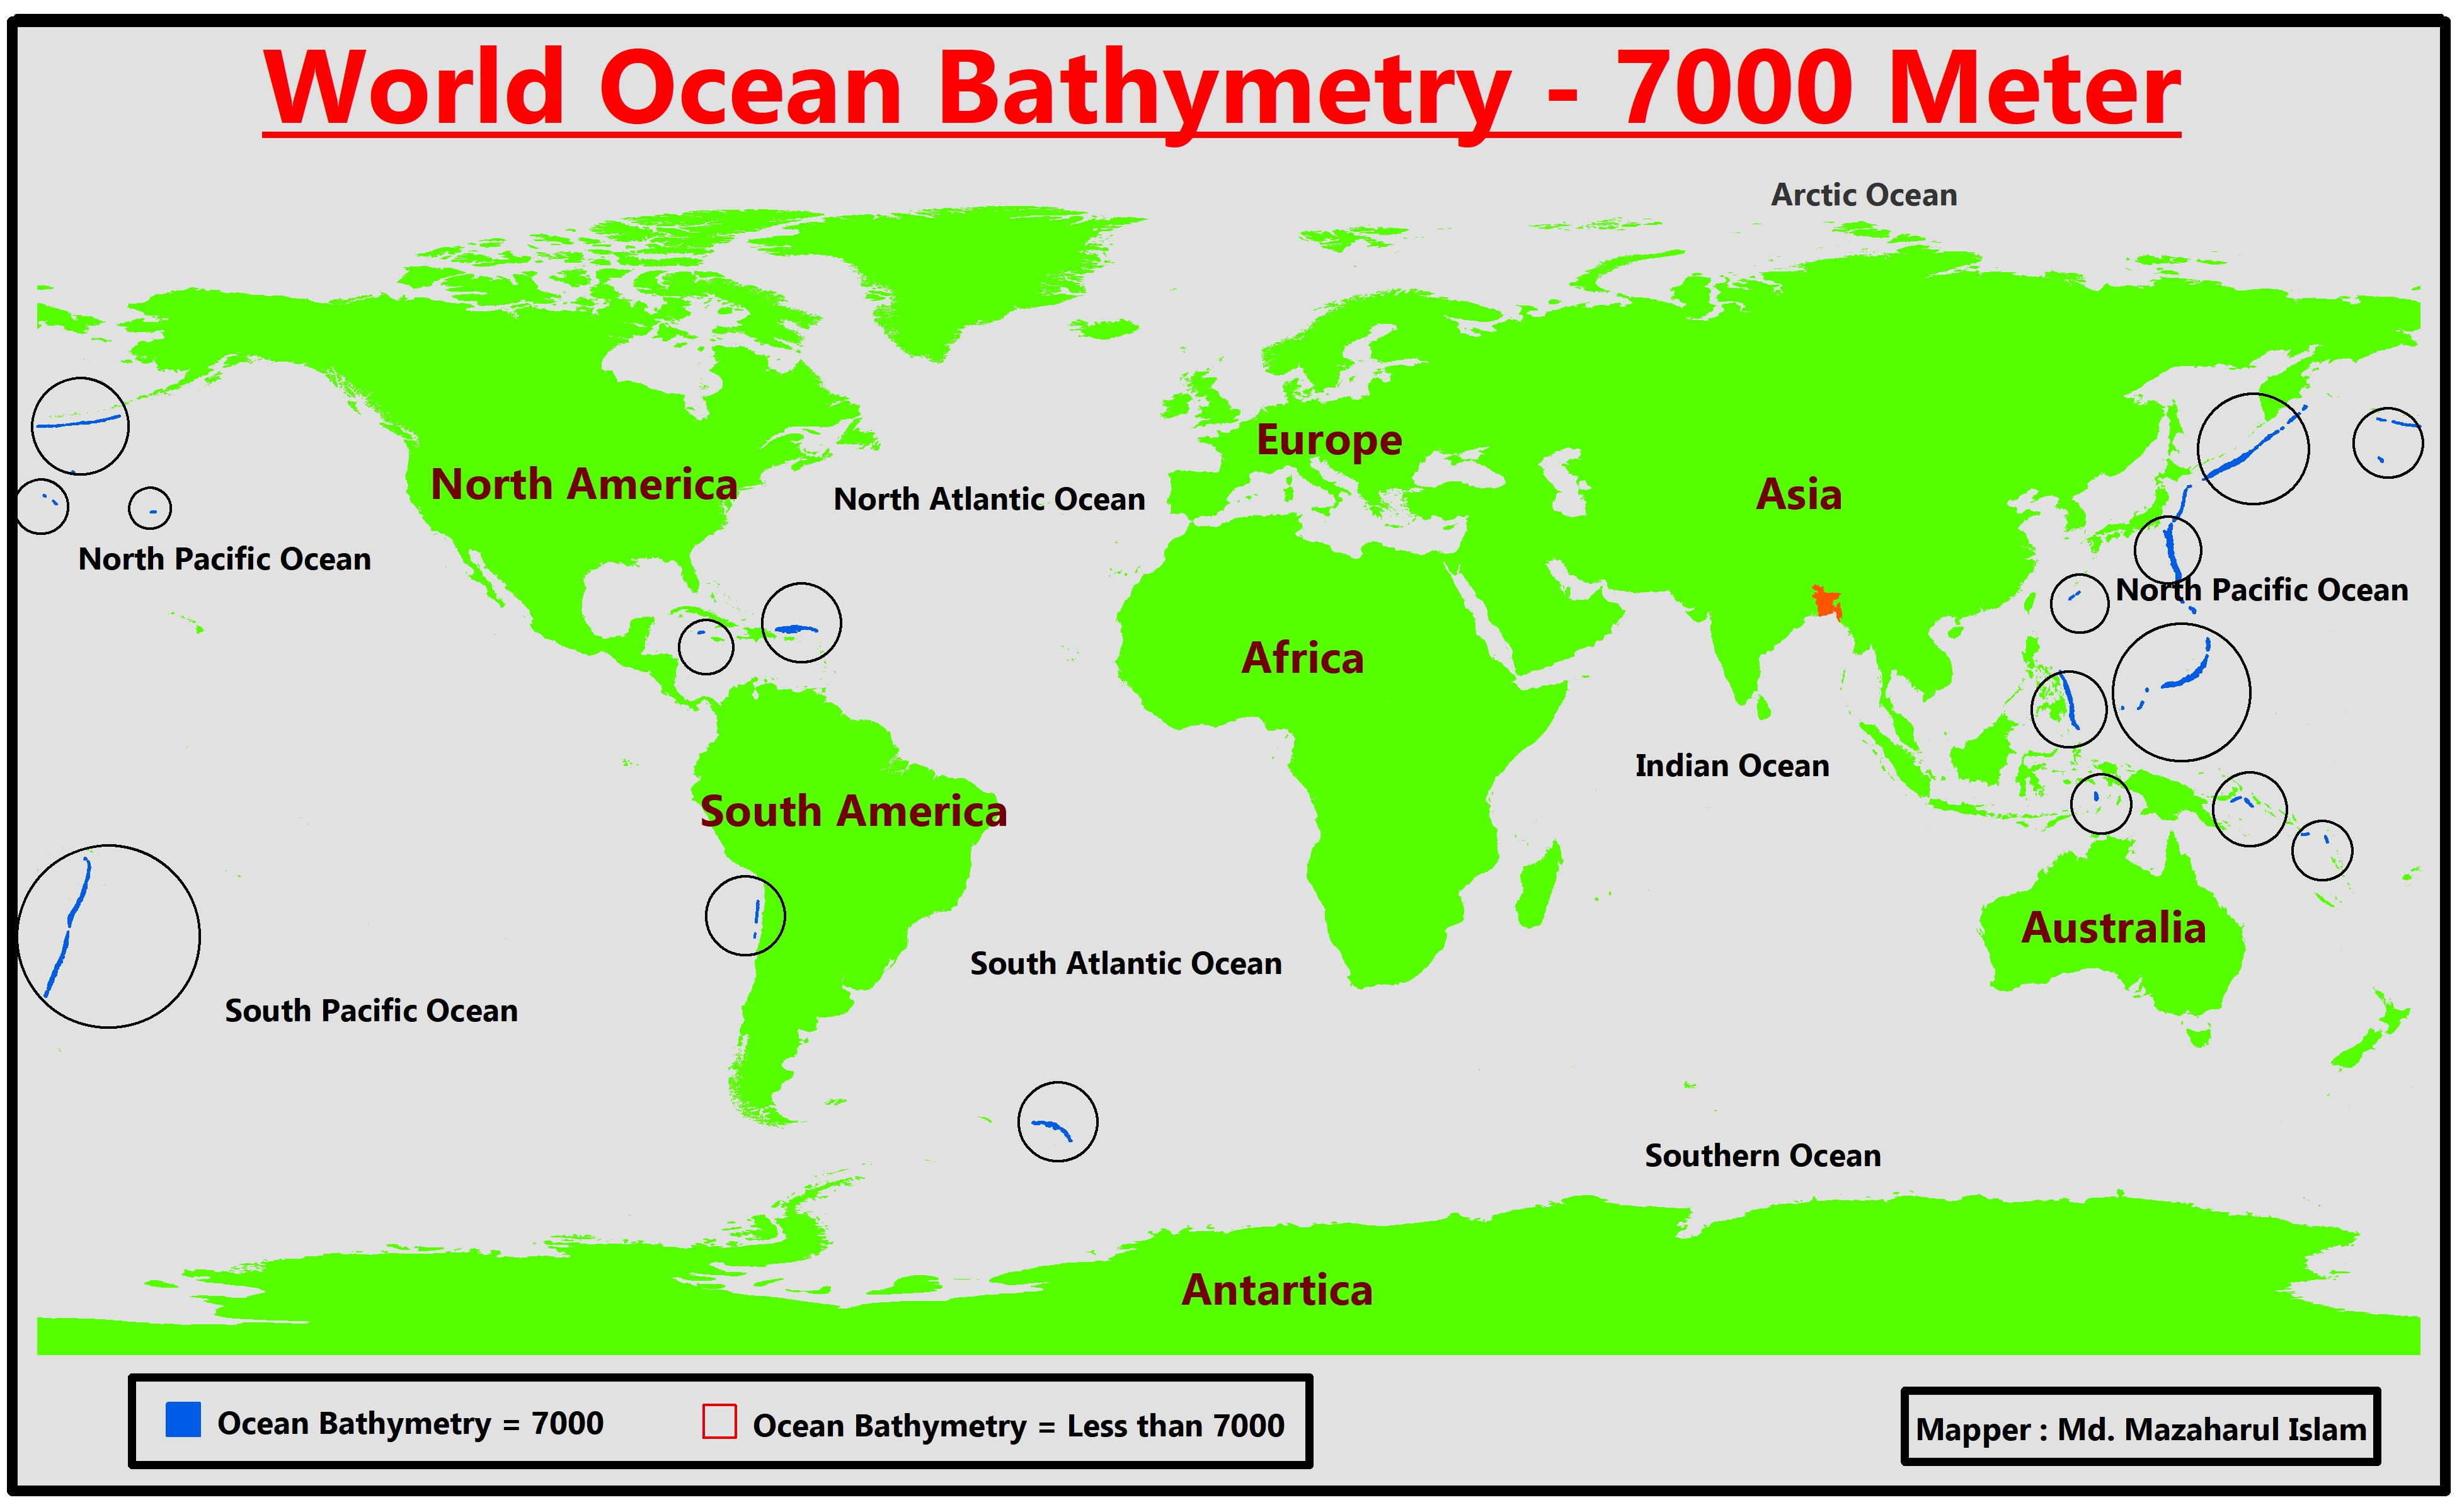 World Ocean Bathymetry - 7000 Meter
Arctic Ocean
Europe
North America
Asia
North Atlantic Ocean
North Pacific Ocean
North Pacific Ocean
Africa
Indian Ocean
South America
Australia
South Atlantic Ocean
South Pacific Ocean
Southern Ocean
Antartica
Ocean Bathymetry = 7000
Ocean Bathymetry = Less than 7000
Mapper : Md. Mazaharul Islam